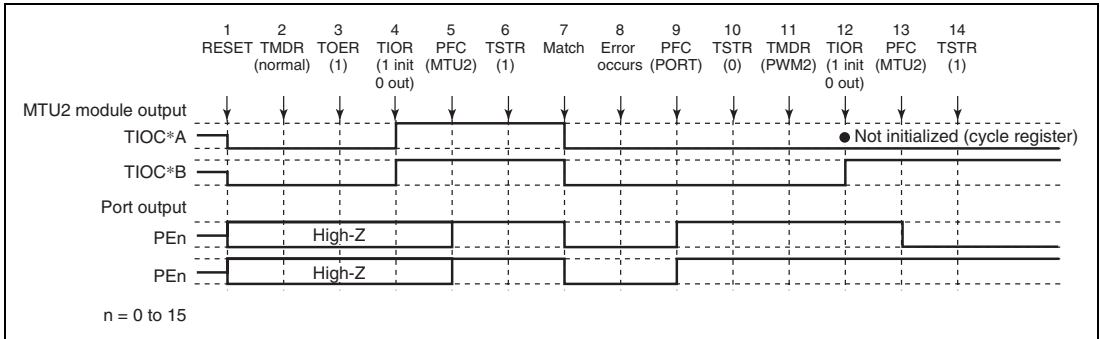 1 2 3 4 5 6 7 8 9 10 11 12 13 14
RESET TMDR TOER TIOR PFC TSTR Match Error PFC TSTR TMDR TIOR PFC TSTR
(normal) (1) (1 init (MTU2) (1) occurs (PORT) (0) (PWM2) (1 init (MTU2) (1)
0 out) 0 out)
MTU2 module output
TIOC*A ● Not initialized (cycle register)
TIOC*B
Port output
PEn High-Z
PEn High-Z
n = 0 to 15